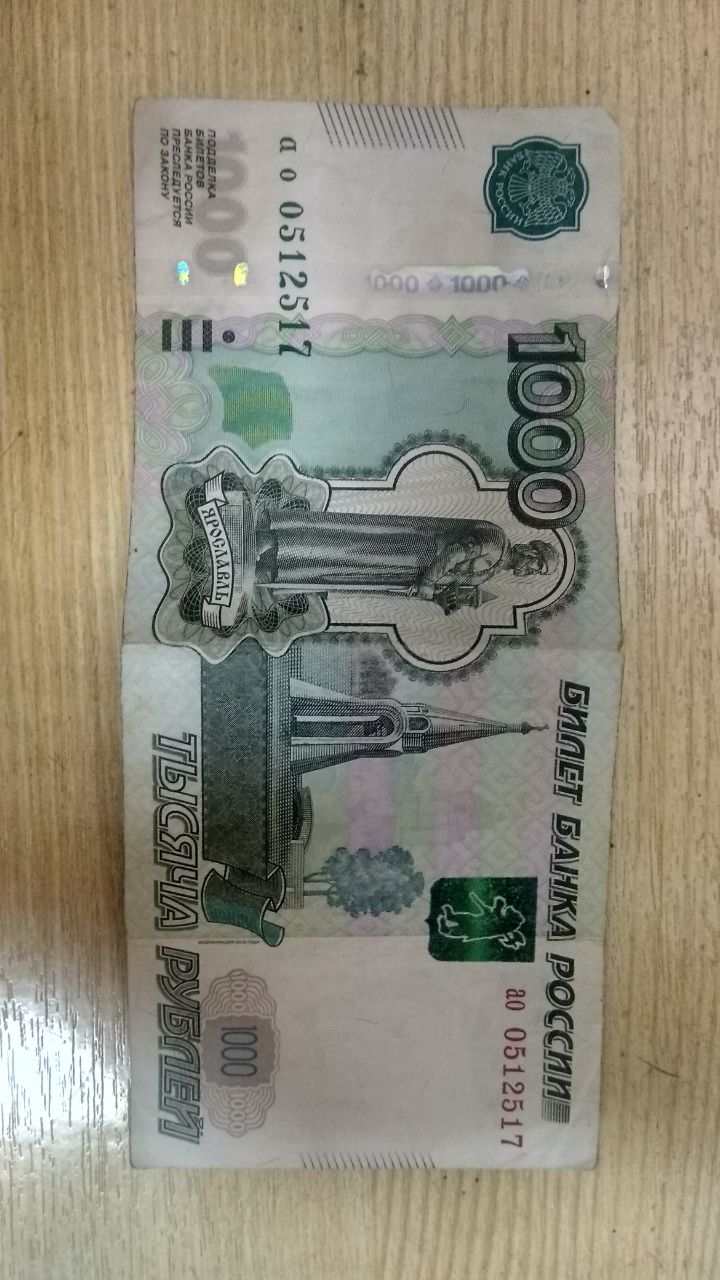 БАНК РОССИИ
1000
БИЛЕТ БАНКА РОССИИ
ао 0512517
1000 1000 1000
ао 0512517
1000
ПОДДЕЛКА
БИЛЕТОВ
БАНКА РОССИИ
ПРЕСЛЕДУЕТСЯ
ПО ЗАКОНУ
ЯРОСЛАВЛЬ
1000 1000 1000
ТЫСЯЧА РУБЛЕЙ